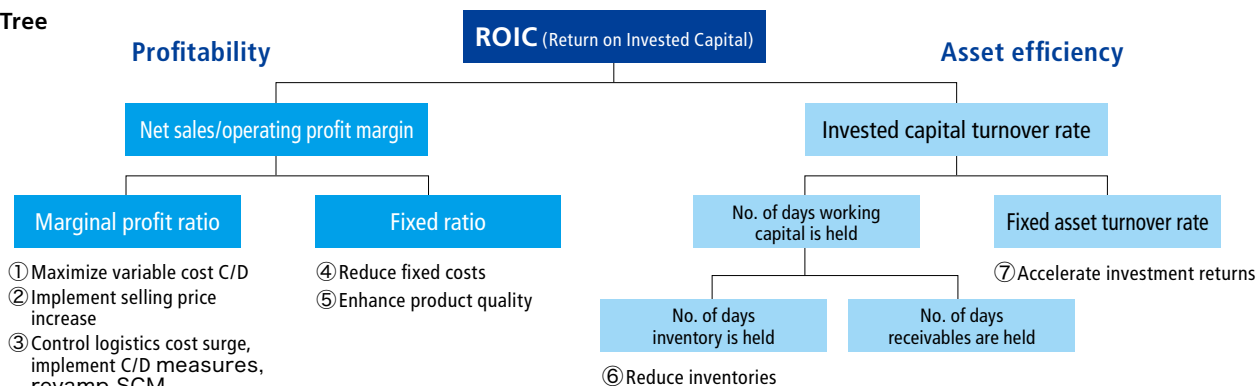 Tree
ROIC (Return on Invested Capital)
Profitability
Asset efficiency
Net sales/operating profit margin
Invested capital turnover rate
Marginal profit ratio
Fixed ratio
No. of days working
capital is held
Fixed asset turnover rate
①Maximize variable cost C/D
②Implement selling price
increase
③Control logistics cost surge,
implement C/D measures,
revamp SCM
④Reduce fixed costs
⑤Enhance product quality
⑦Accelerate investment returns
No. of days
inventory is held
No. of days
receivables are held
⑥Reduce inventories